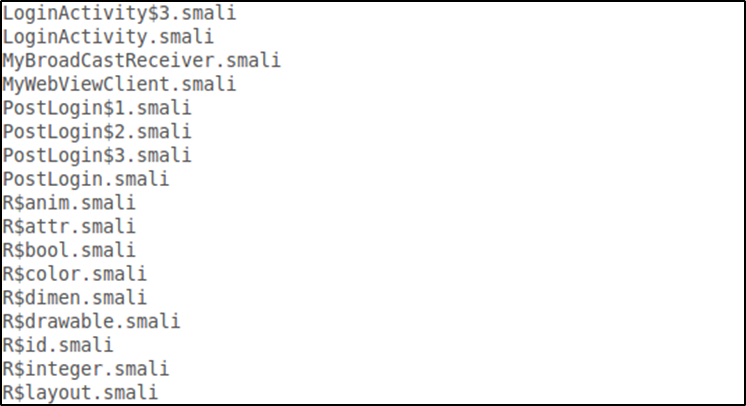 LoginActivity$3.smali
LoginActivity.smali
MyBroadCastReceiver.smali
MyWebViewClient.smali
PostLogin$1.smali
PostLogin$2.smali
PostLogin$3.smali
PostLogin.smali
R$anim.smali
R$attr.smali
R$bool.smali
R$color.smali
R$dimen.smali
R$drawable.smali
R$id.smali
R$integer.smali
R$layout.smali